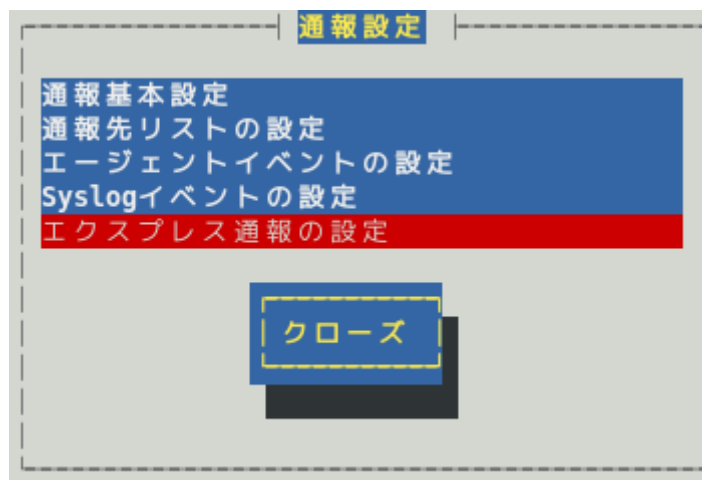 通報設定
通報基本設定
通報先リストの設定
エージェントイベントの設定
Syslogイベントの設定
エクスプレス通報の設定
クローズ